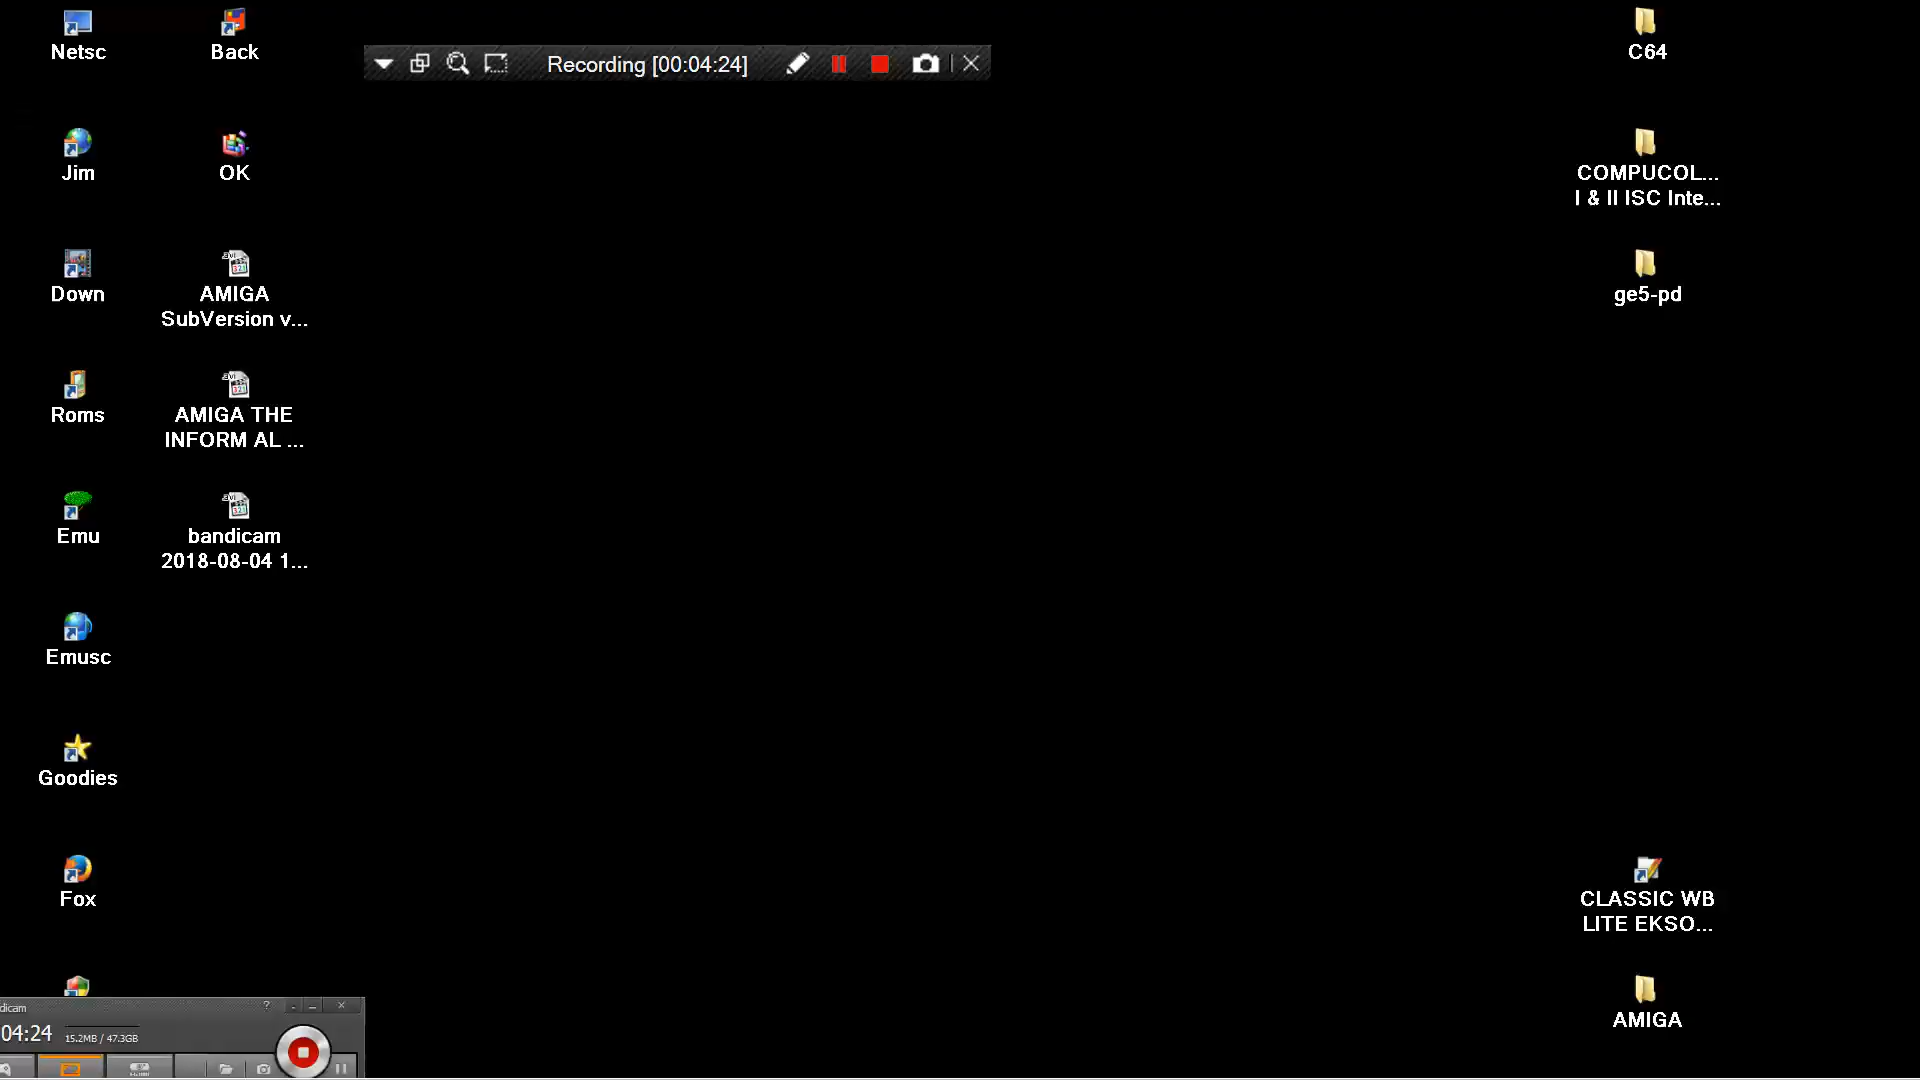 Netsc
Back
Recording [00:04:24]
C64
Jim
OK
COMPUCOL...
I & II ISC Inte...
Down
AMIGA
SubVersion v...
ge5-pd
Roms
AMIGA THE
INFORM AL ...
Emu
bandicam
2018-08-04 1...
Emusc
Goodies
Fox
CLASSIC WB
LITE EKSO...
AMIGA
dicam
04:24
15.2MB / 47.3GB